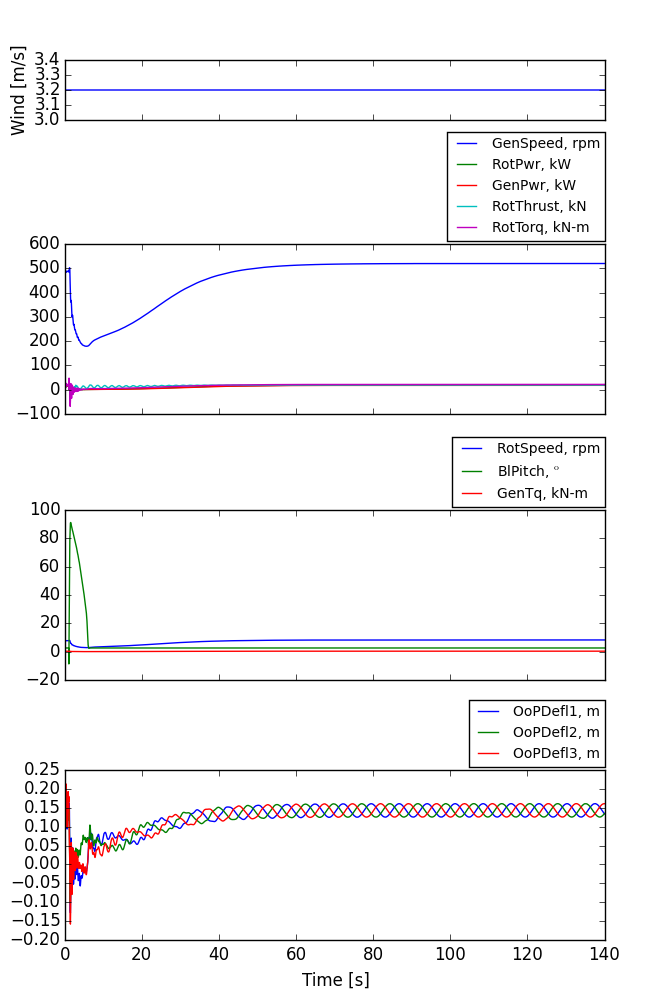 Wind [m/s]
3.4
3.3
3.2
3.1
3.0
GenSpeed, rpm
RotPwr, kW
GenPwr, kW
RotThrust, kN
RotTorq, kN-m
600
500
400
300
200
100
0
−100
RotSpeed, rpm
BlPitch, °
GenTq, kN-m
100
80
60
40
20
0
−20
OoPDefl1, m
OoPDefl2, m
OoPDefl3, m
0.25
0.20
0.15
0.10
0.05
0.00
−0.05
−0.10
−0.15
−0.20
0 20 40 60 80 100 120 140
Time [s]